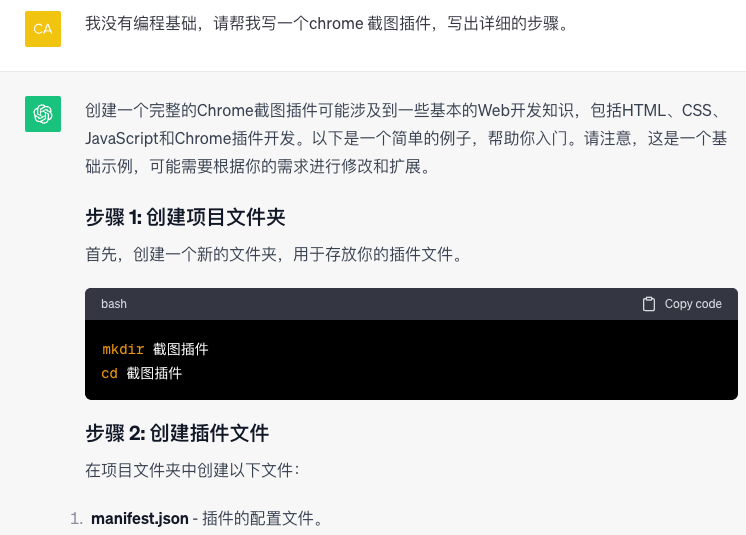 CA
我没有编程基础，请帮我写一个chrome 截图插件，写出详细的步骤。
创建一个完整的Chrome截图插件可能涉及到一些基本的Web开发知识，包括HTML、CSS、
JavaScript和Chrome插件开发。以下是一个简单的例子，帮助你入门。请注意，这是一个基
础示例，可能需要根据你的需求进行修改和扩展。
步骤 1: 创建项目文件夹
首先，创建一个新的文件夹，用于存放你的插件文件。
bash Copy code
mkdir 截图插件
cd 截图插件
步骤 2: 创建插件文件
在项目文件夹中创建以下文件：
1. manifest.json - 插件的配置文件。